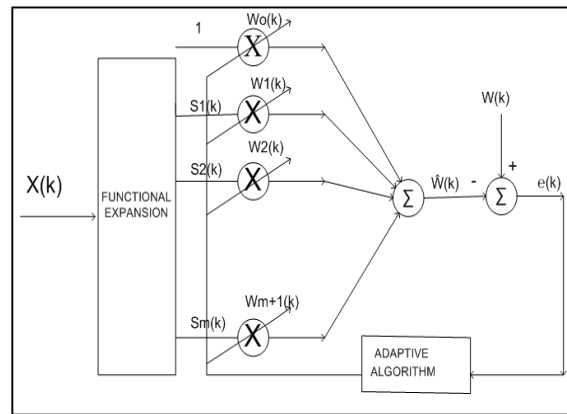 1
Wo(k)
X
W1(k)
S1(k)
X
W2(k)
S2(k)
X
W(k)
X(k)
FUNCTIONAL
EXPANSION
Σ
Ŵ(k)
-
+
Σ
e(k)
Wm+1(k)
Sm(k)
X
ADAPTIVE
ALGORITHM